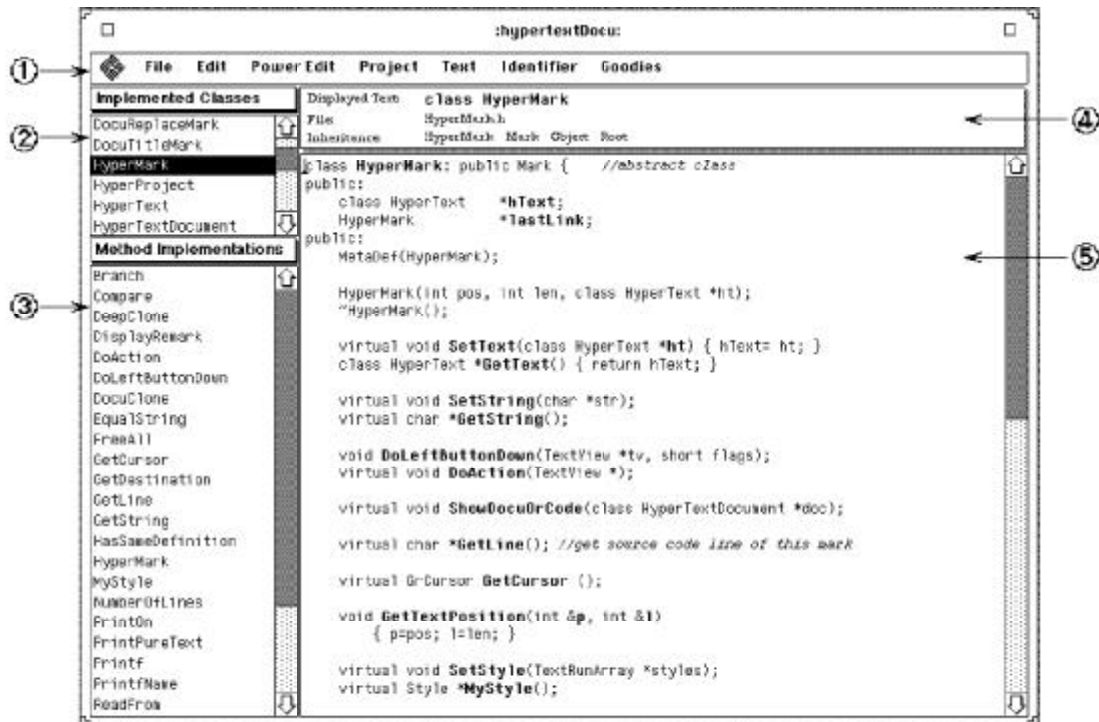 :hypertextDocu:
① File Edit Power Edit Project Text Identifier Goodies
Implemented Classes
② DocuReplaceMark
DocuTitleMark
HyperMark
HyperProject
HyperText
HyperTextDocument
Method Implementations
③ Branch
Compare
DeepClone
DisplayRemark
DoAction
DoLeftButtonDown
DocuClone
EqualString
FreeAll
GetCursor
GetDestination
GetLine
GetString
HasSameDefinition
HyperMark
MyStyle
NumberOfLines
PrintOn
PrintPureText
Printf
PrintfName
ReadFrom
Displayed Text class HyperMark
File HyperMark.h ④
Inheritance HyperMark Mark Object Root
class HyperMark: public Mark { //abstract class
public:
class HyperText *hText;
HyperMark *lastLink;
public:
MetaDef(HyperMark); ⑤
HyperMark(int pos, int len, class HyperText *ht);
~HyperMark();
virtual void SetText(class HyperText *ht) { hText= ht; }
class HyperText *GetText() { return hText; }
virtual void SetString(char *str);
virtual char *GetString();
void DoLeftButtonDown(TextView *tv, short flags);
virtual void DoAction(TextView *);
virtual void ShowDocuOrCode(class HyperTextDocument *doc);
virtual char *GetLine(); //get source code line of this mark
virtual GrCursor GetCursor ();
void GetTextPosition(int &p, int &l)
{ p=pos; l=len; }
virtual void SetStyle(TextRunArray *styles);
virtual Style *MyStyle();